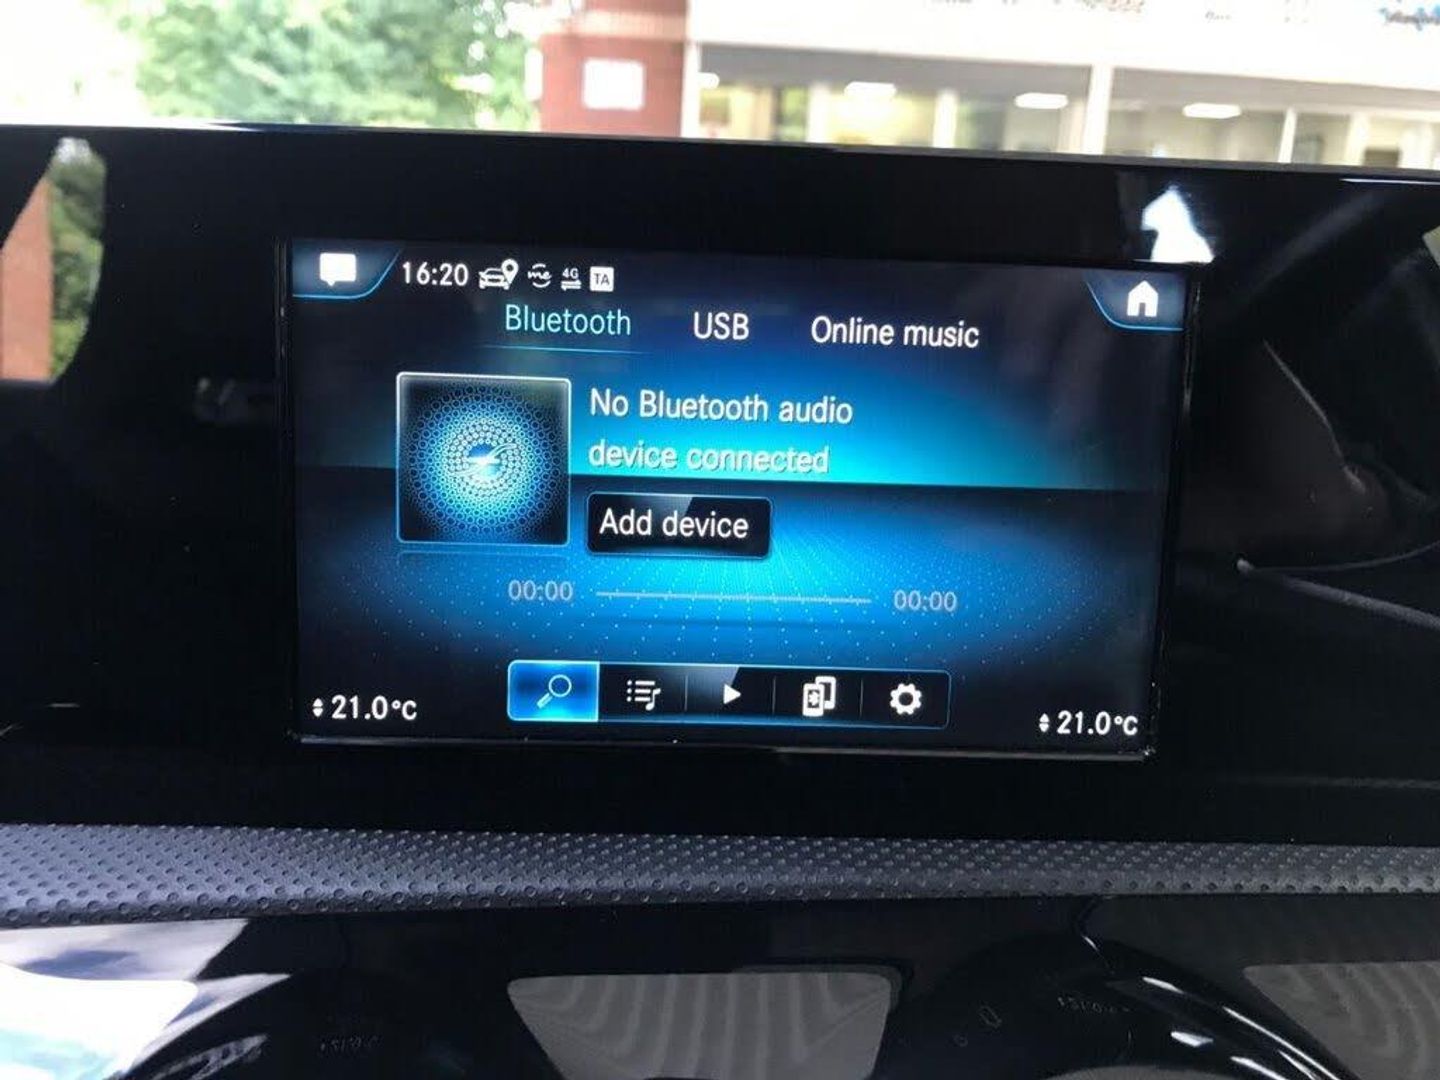 16:20 me 4G TA
Bluetooth USB Online music
No Bluetooth audio
device connected
Add device
00:00 00:00
21.0°C 21.0°C